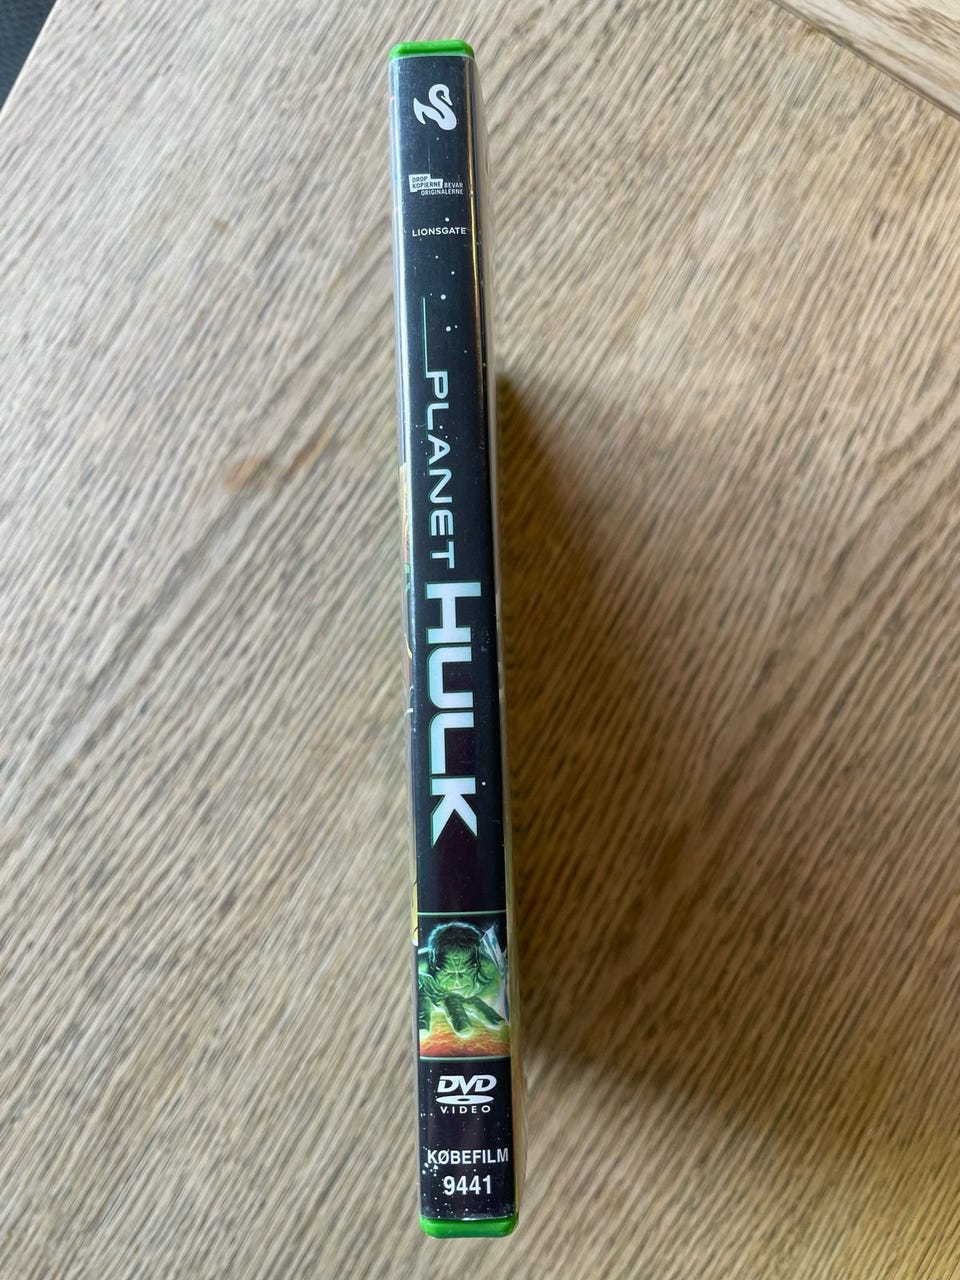 DROP
KOPIERNE BEVAR
ORIGINALERNE
LIONSGATE
PLANET HULK
DVD
VIDEO
KØBEFILM
9441